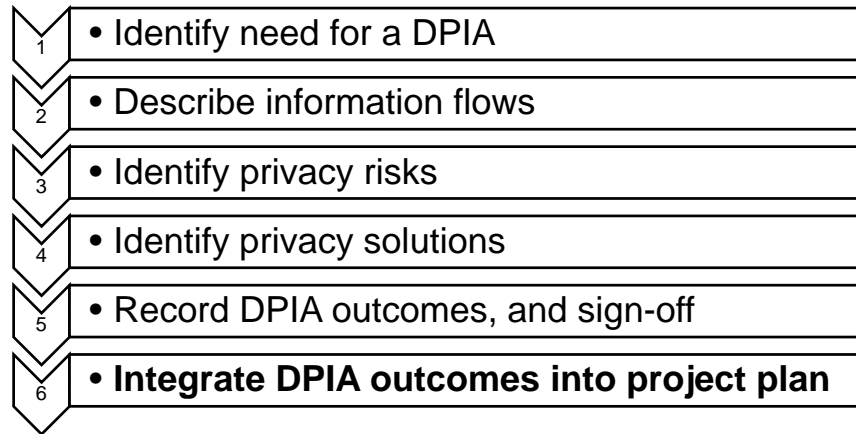 1 • Identify need for a DPIA
2 • Describe information flows
3 • Identify privacy risks
4 • Identify privacy solutions
5 • Record DPIA outcomes, and sign-off
6 • Integrate DPIA outcomes into project plan